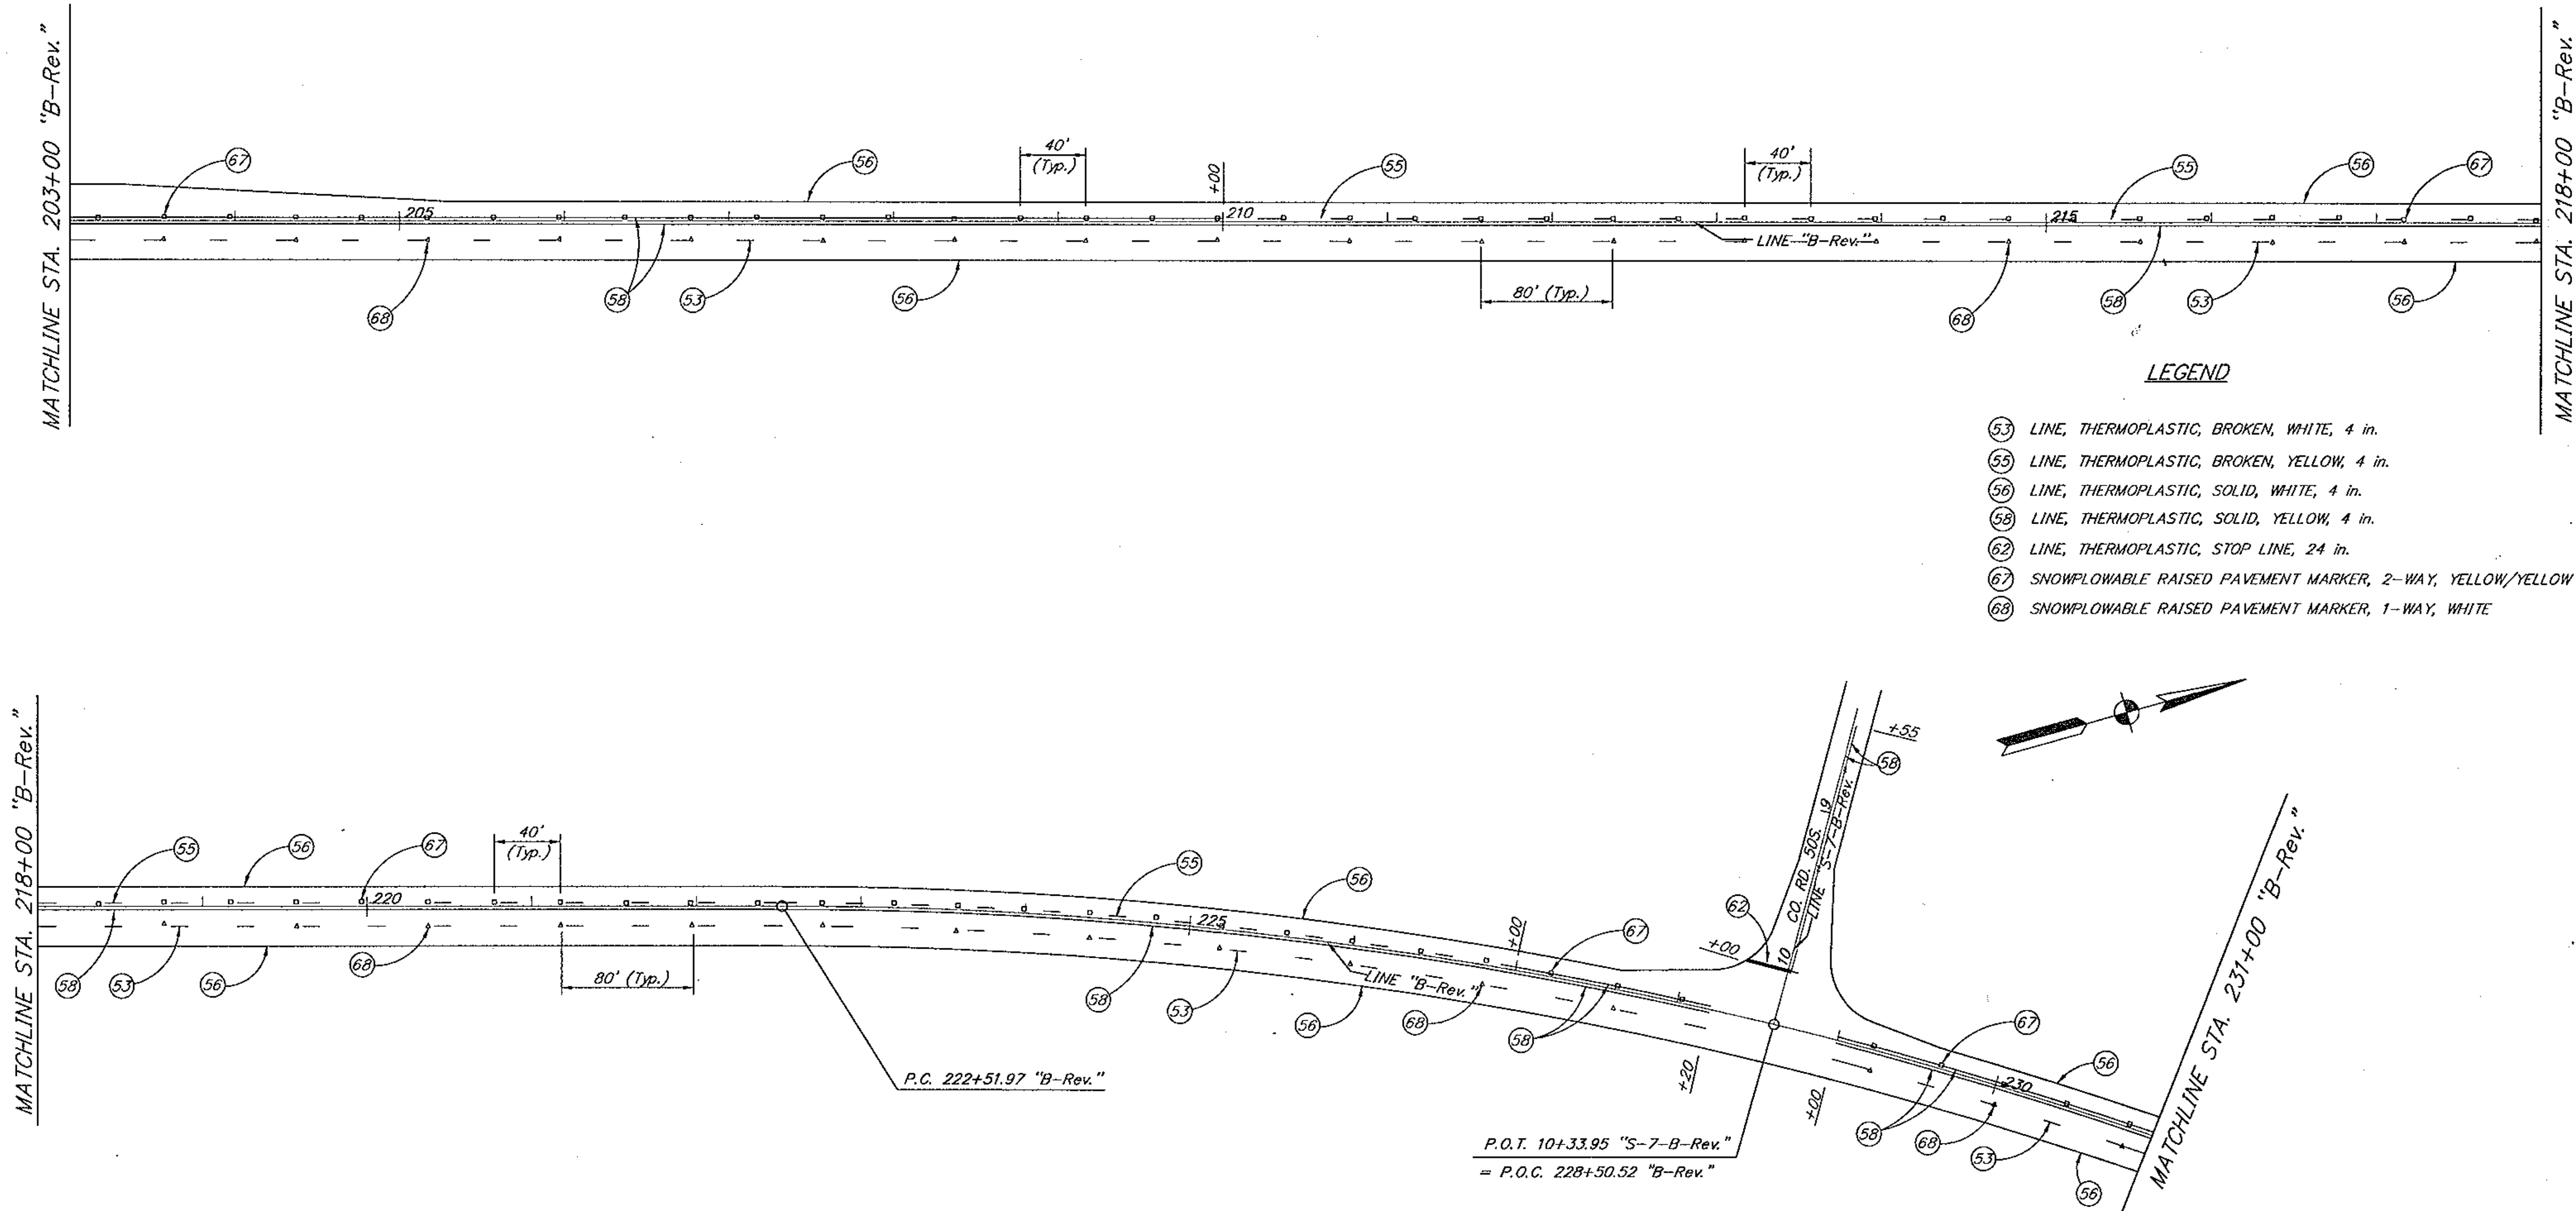 MATCHLINE STA. 203+00 "B-Rev."
67
56
40'
(Typ.)
+00
55
40'
(Typ.)
55
56
67
205
210
215
LINE "B-Rev."
68
58
53
56
80' (Typ.)
68
58
53
56
MATCHLINE STA. 218+00 "B-Rev."
LEGEND
53 LINE, THERMOPLASTIC, BROKEN, WHITE, 4 in.
55 LINE, THERMOPLASTIC, BROKEN, YELLOW, 4 in.
56 LINE, THERMOPLASTIC, SOLID, WHITE, 4 in.
58 LINE, THERMOPLASTIC, SOLID, YELLOW, 4 in.
62 LINE, THERMOPLASTIC, STOP LINE, 24 in.
67 SNOWPLOWABLE RAISED PAVEMENT MARKER, 2-WAY, YELLOW/YELLOW
68 SNOWPLOWABLE RAISED PAVEMENT MARKER, 1-WAY, WHITE
MATCHLINE STA. 218+00 "B-Rev."
55
56
67
40'
(Typ.)
220
58
53
56
68
80' (Typ.)
P.C. 222+51.97 "B-Rev."
55
56
225
LINE "B-Rev."
58
53
56
68
58
+00
67
62
+00
10
CO. RD. 50S.
LINE "S-7-B-Rev."
9
58
+55
+20
+00
P.O.T. 10+33.95 "S-7-B-Rev."
= P.O.C. 228+50.52 "B-Rev."
67
56
230
58
68
53
56
MATCHLINE STA. 231+00 "B-Rev."